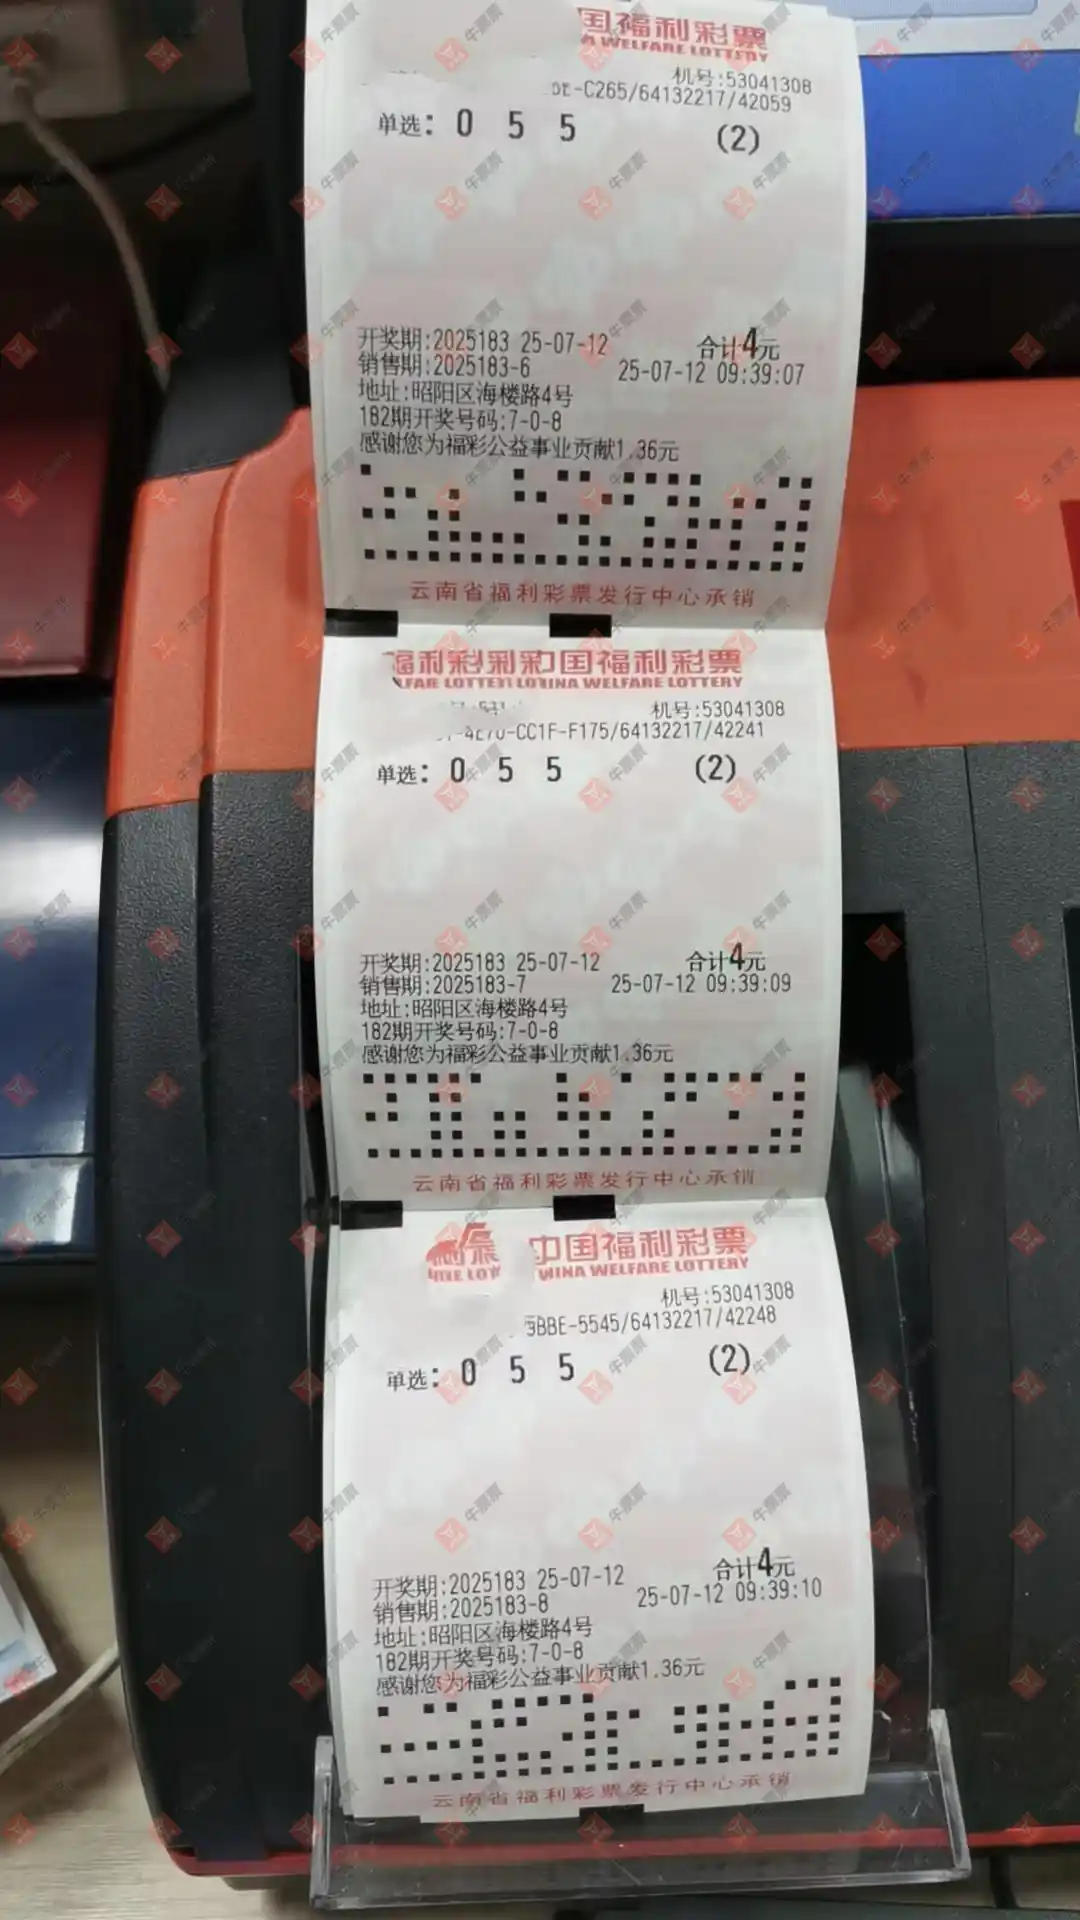 国福利彩票
A WELFARE LOTTERY
机号:53041308
-C265/64132217/42059
单选: 0 5 5 (2)
开奖期:2025183 25-07-12 合计4元
销售期:2025183-6 25-07-12 09:39:07
地址:昭阳区海楼路4号
182期开奖号码:7-0-8
感谢您为福彩公益事业贡献1.36元
云南省福利彩票发行中心承销
国福利彩票
INA WELFARE LOTTERY
机号:53041308
-CC1F-F175/64132217/42241
单选: 0 5 5 (2)
开奖期:2025183 25-07-12 合计4元
销售期:2025183-7 25-07-12 09:39:09
地址:昭阳区海楼路4号
182期开奖号码:7-0-8
感谢您为福彩公益事业贡献1.36元
云南省福利彩票发行中心承销
中国福利彩票
INA WELFARE LOTTERY
机号:53041308
9BBE-5545/64132217/42248
单选: 0 5 5 (2)
开奖期:2025183 25-07-12 合计4元
销售期:2025183-8 25-07-12 09:39:10
地址:昭阳区海楼路4号
182期开奖号码:7-0-8
感谢您为福彩公益事业贡献1.36元
云南省福利彩票发行中心承销
牛票票